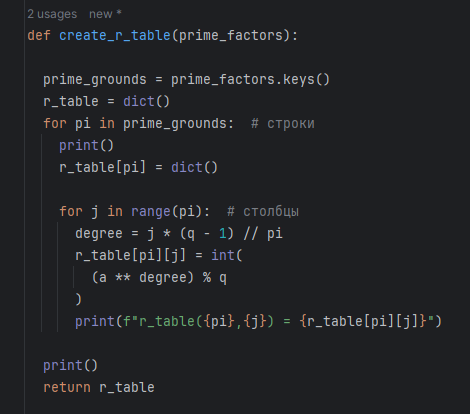 2 usages   new *
def create_r_table(prime_factors):
  prime_grounds = prime_factors.keys()
  r_table = dict()
  for pi in prime_grounds:  # строки
    print()
    r_table[pi] = dict()
    for j in range(pi):  # столбцы
      degree = j * (q - 1) // pi
      r_table[pi][j] = int(
        (a ** degree) % q
      )
      print(f"r_table({pi},{j}) = {r_table[pi][j]}")
  print()
  return r_table